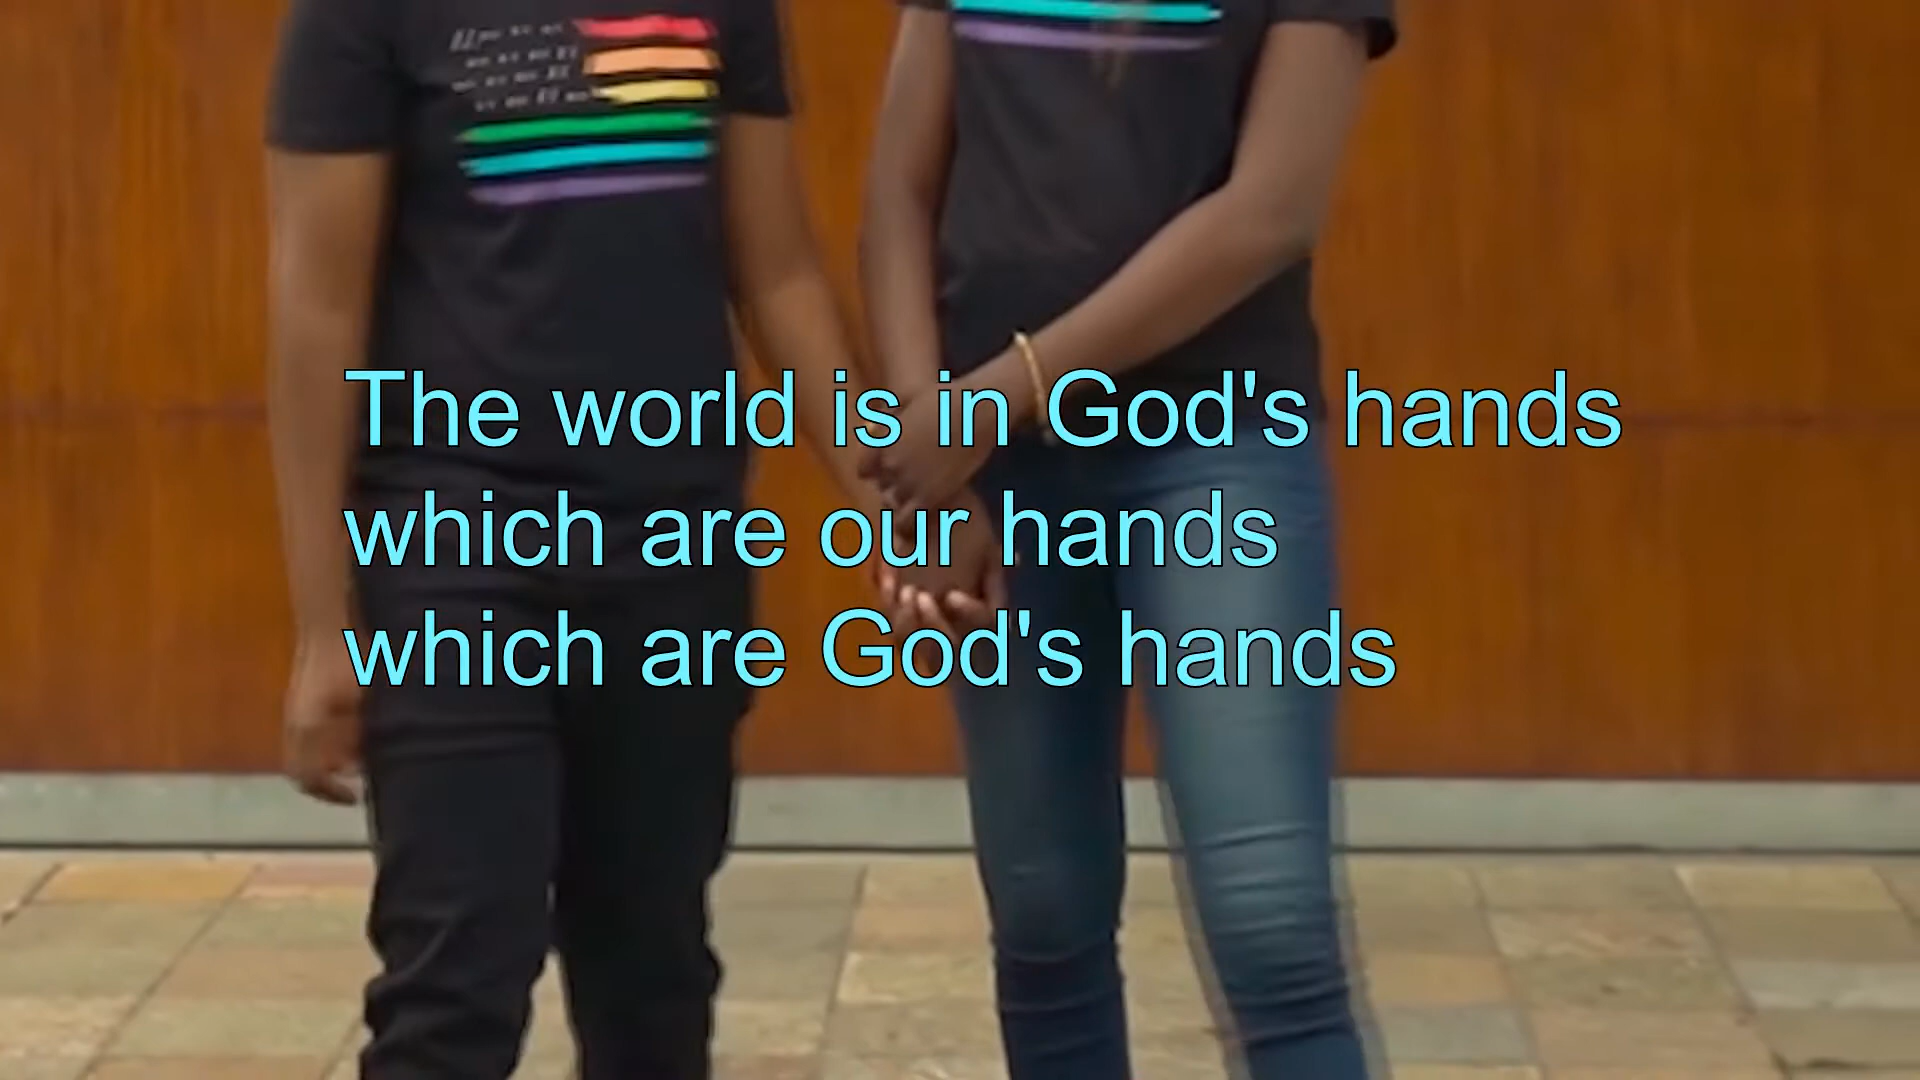 The world is in God's hands
which are our hands
which are God's hands